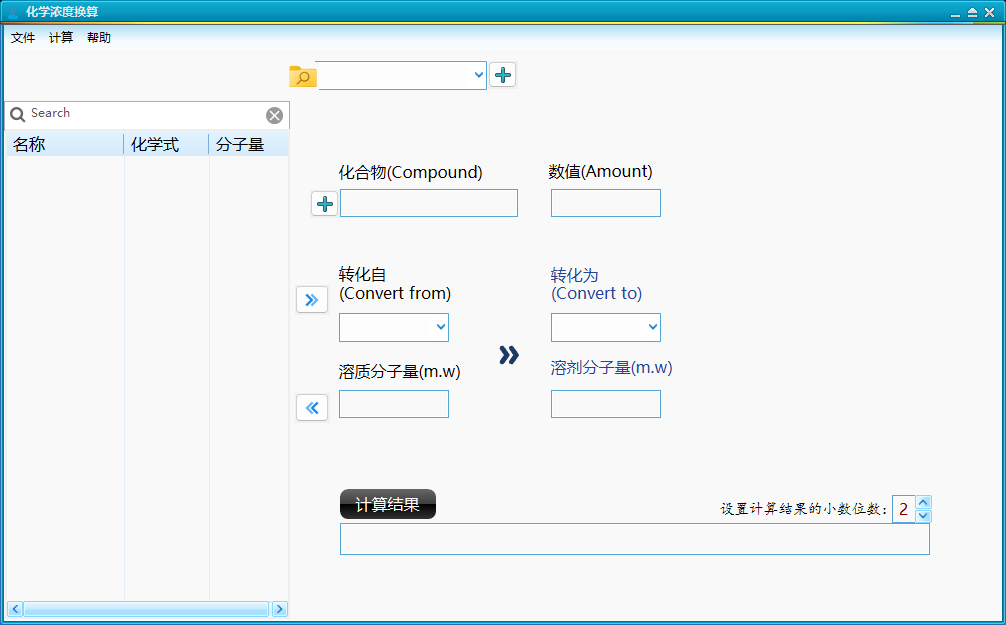 化学浓度换算
文件 计算 帮助
Search
名称 化学式 分子量
化合物(Compound) 数值(Amount)
转化自
(Convert from)
转化为
(Convert to)
溶质分子量(m.w)
溶剂分子量(m.w)
计算结果
设置计算结果的小数位数: 2